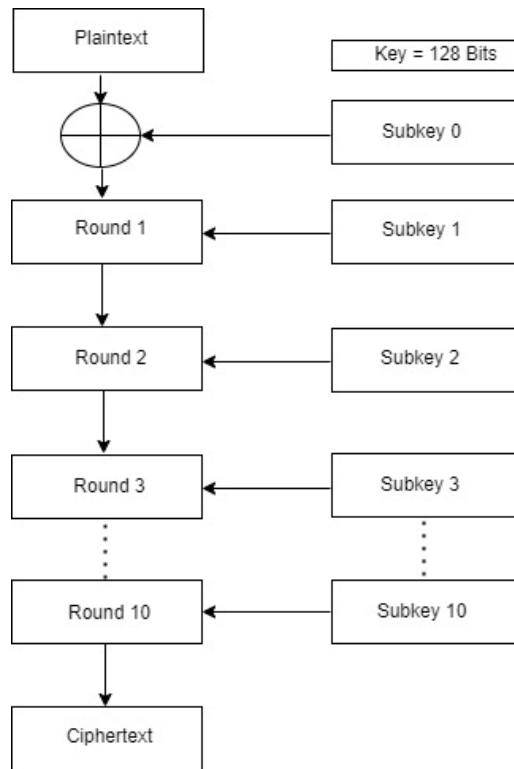 Plaintext
Key = 128 Bits
Subkey 0
Round 1
Subkey 1
Round 2
Subkey 2
Round 3
Subkey 3
Round 10
Subkey 10
Ciphertext